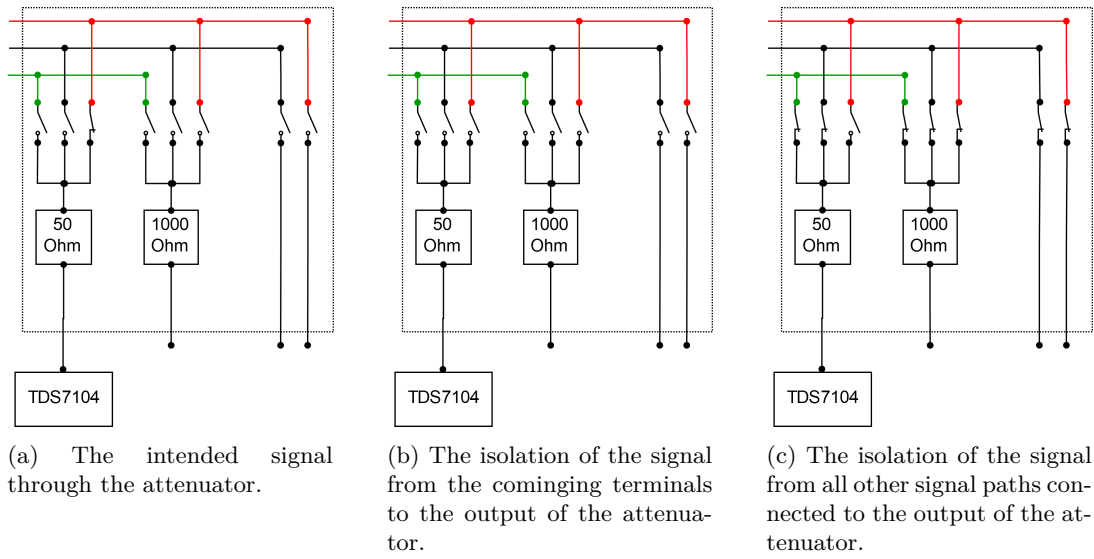 50
Ohm
1000
Ohm
TDS7104
(a) The intended signal
through the attenuator.
50
Ohm
1000
Ohm
TDS7104
(b) The isolation of the signal
from the cominging terminals
to the output of the attenua-
tor.
50
Ohm
1000
Ohm
TDS7104
(c) The isolation of the signal
from all other signal paths con-
nected to the output of the at-
tenuator.